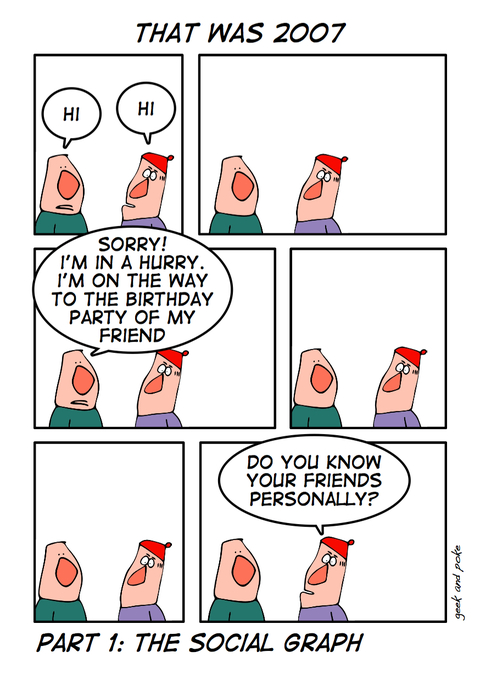 THAT WAS 2007
HI
HI
SORRY!
I'M IN A HURRY.
I'M ON THE WAY
TO THE BIRTHDAY
PARTY OF MY
FRIEND
DO YOU KNOW
YOUR FRIENDS
PERSONALLY?
geek and poke
PART 1: THE SOCIAL GRAPH